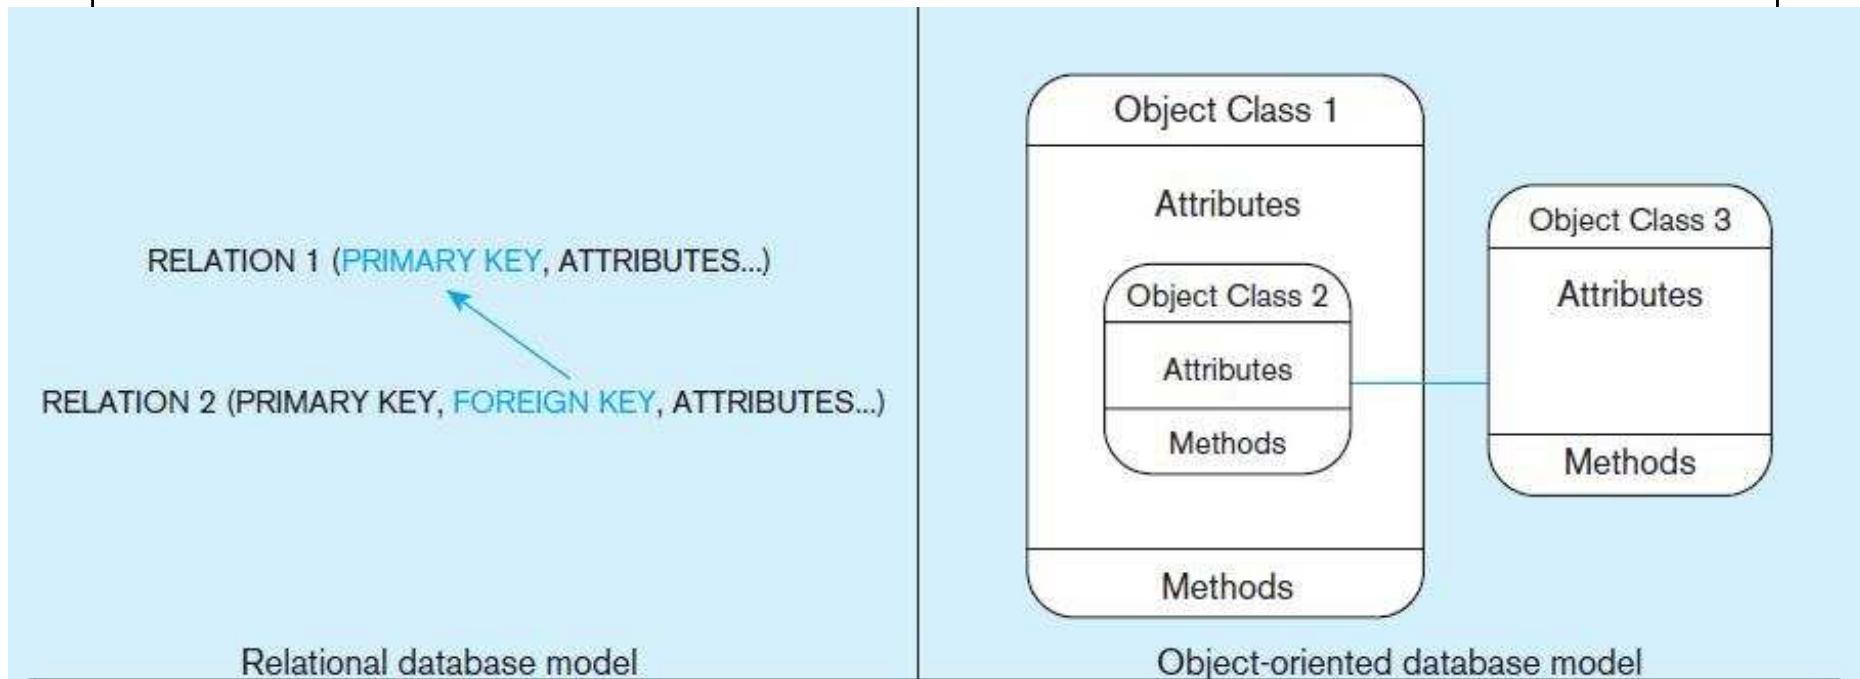 RELATION 1 (PRIMARY KEY, ATTRIBUTES...)
RELATION 2 (PRIMARY KEY, FOREIGN KEY, ATTRIBUTES...)
Relational database model
Object Class 1
Attributes
Object Class 2
Attributes
Methods
Methods
Object Class 3
Attributes
Methods
Object-oriented database model